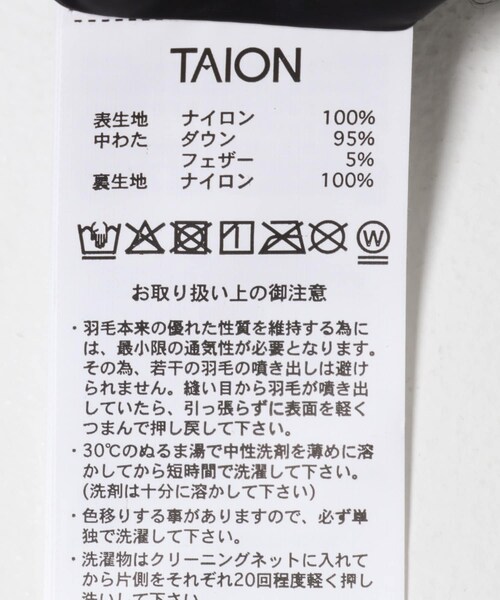 TAION
表生地 ナイロン 100%
中わた ダウン 95%
フェザー 5%
裏生地 ナイロン 100%
W
お取り扱い上の御注意
・羽毛本来の優れた性質を維持する為に
は、最小限の通気性が必要となります。
その為、若干の羽毛の噴き出しは避け
られません。縫い目から羽毛が噴き出
していたら、引っ張らずに表面を軽く
つまんで押し戻して下さい。
・30℃のぬるま湯で中性洗剤を薄めに溶
かしてから短時間で洗濯して下さい。
(洗剤は十分に溶かして下さい)
・色移りする事がありますので、必ず単
独で洗濯して下さい。
・洗濯物はクリーニングネットに入れて
から片側をそれぞれ20回程度軽く押し
洗いして下さい。